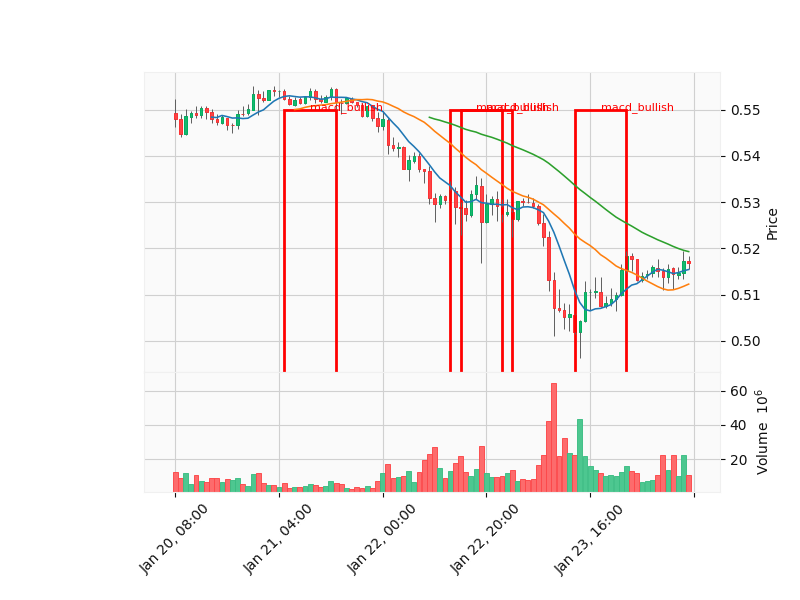 macd_bullish
macd_bullish
macd_bullish
macd_bullish
0.55
0.54
0.53
0.52
0.51
0.50
Price
60
40
20
Volume 10^6
Jan 20, 08:00
Jan 21, 04:00
Jan 22, 00:00
Jan 22, 20:00
Jan 23, 16:00